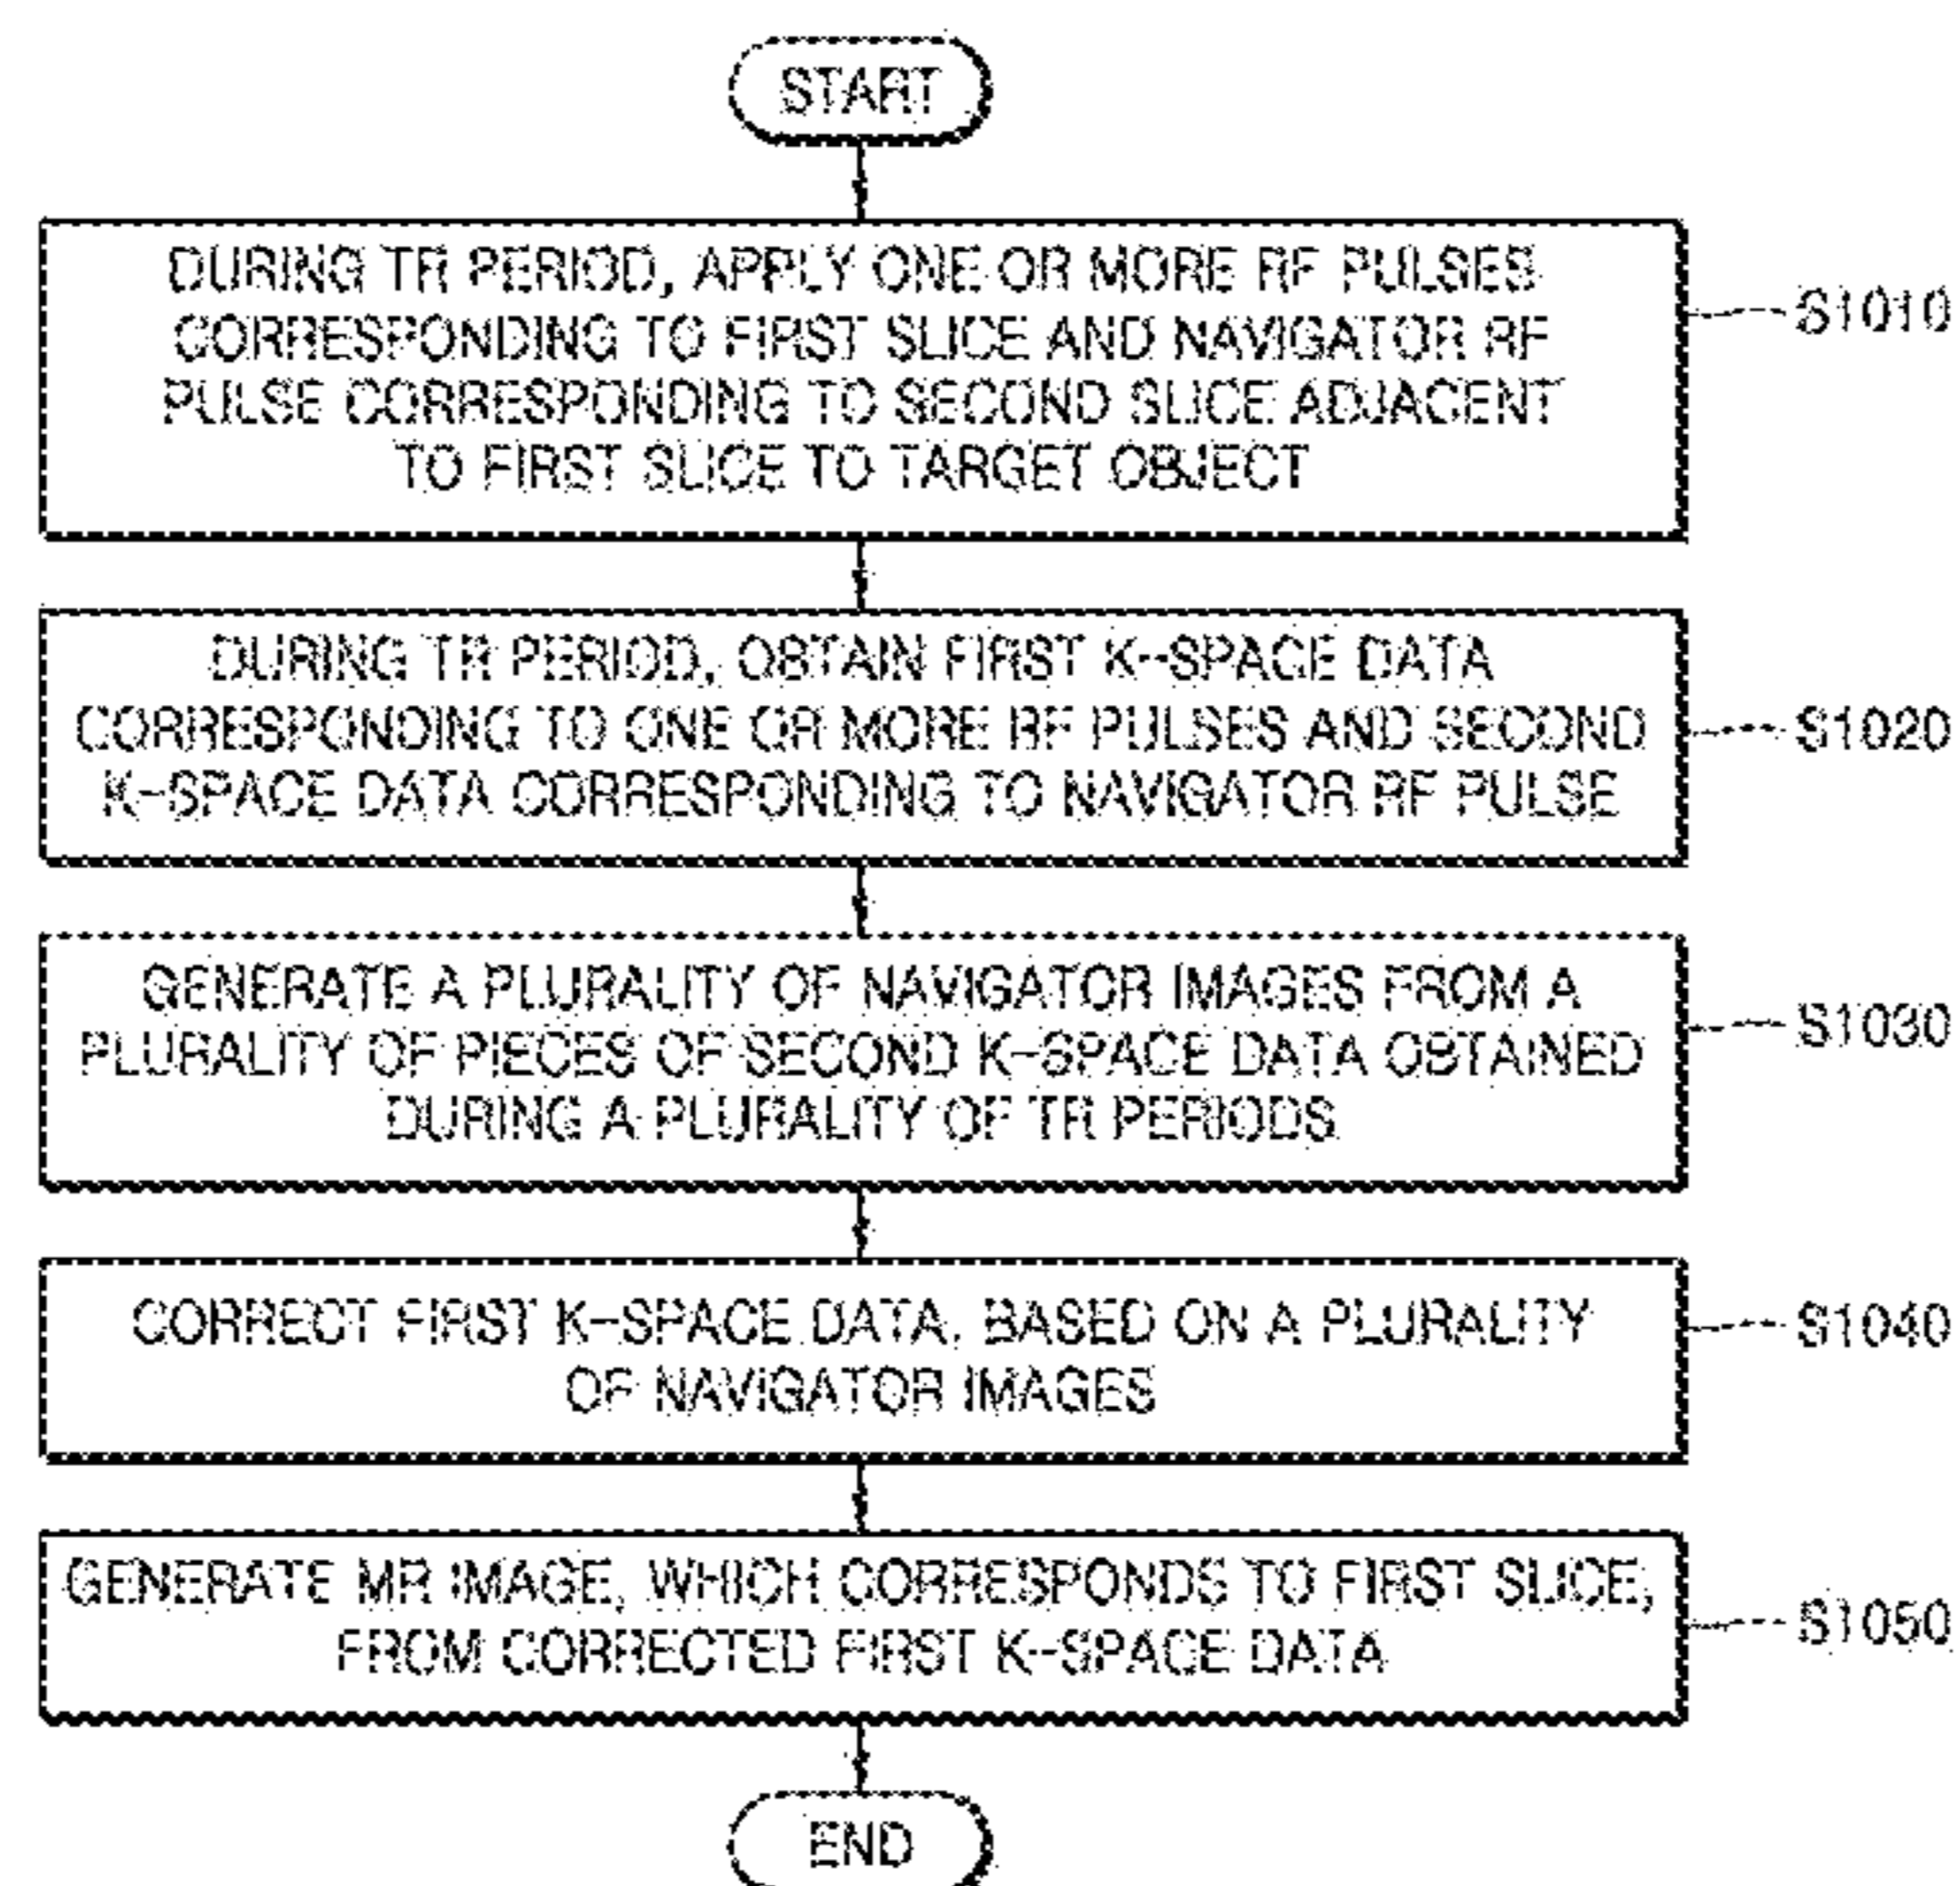 START
DURING TR PERIOD, APPLY ONE OR MORE RF PULSES
CORRESPONDING TO FIRST SLICE AND NAVIGATOR RF
PULSE CORRESPONDING TO SECOND SLICE ADJACENT
TO FIRST SLICE TO TARGET OBJECT
S1010
DURING TR PERIOD, OBTAIN FIRST K-SPACE DATA
CORRESPONDING TO ONE OR MORE RF PULSES AND SECOND
K-SPACE DATA CORRESPONDING TO NAVIGATOR RF PULSE
S1020
GENERATE A PLURALITY OF NAVIGATOR IMAGES FROM A
PLURALITY OF PIECES OF SECOND K-SPACE DATA OBTAINED
DURING A PLURALITY OF TR PERIODS
S1030
CORRECT FIRST K-SPACE DATA, BASED ON A PLURALITY
OF NAVIGATOR IMAGES
S1040
GENERATE MR IMAGE, WHICH CORRESPONDS TO FIRST SLICE,
FROM CORRECTED FIRST K-SPACE DATA
S1050
END